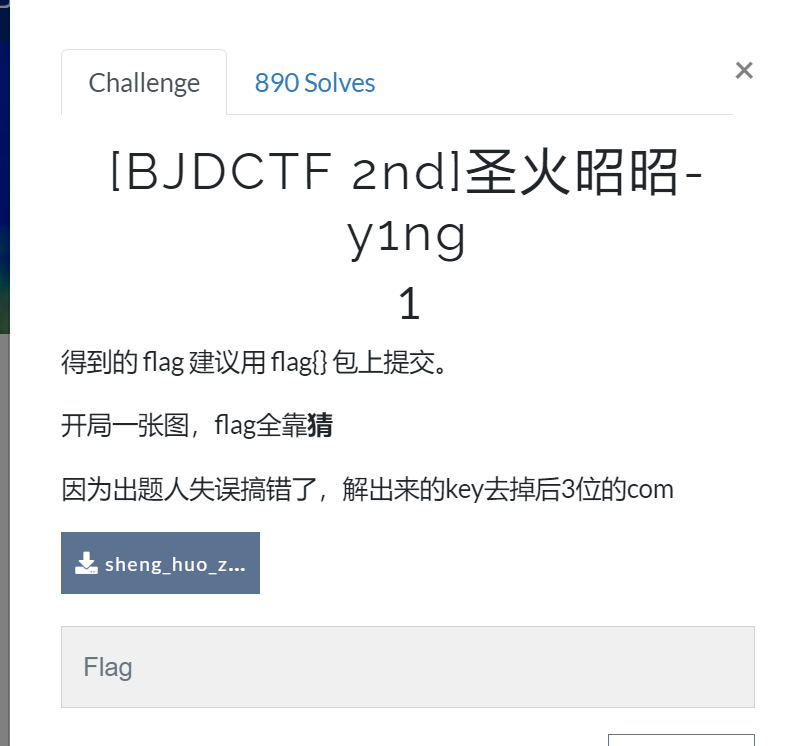 Challenge
890 Solves
×
[BJDCTF 2nd]圣火昭昭-
y1ng
1
得到的 flag 建议用 flag{} 包上提交。
开局一张图，flag全靠猜
因为出题人失误搞错了，解出来的key去掉后3位的com
sheng_huo_z...
Flag